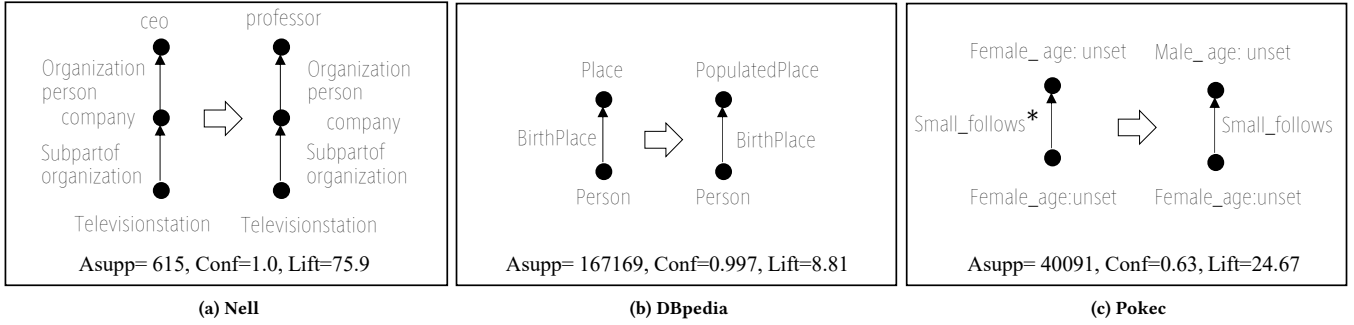 ceo
professor
Organization
person
Organization
person
company
company
Subpartof
organization
Subpartof
organization
Televisionstation
Televisionstation
Asupp= 615, Conf=1.0, Lift=75.9
(a) Nell
Place
PopulatedPlace
BirthPlace
BirthPlace
Person
Person
Asupp= 167169, Conf=0.997, Lift=8.81
(b) DBpedia
Female_ age: unset
Male_ age: unset
Small_follows*
Small_follows
Female_age:unset
Female_age:unset
Asupp= 40091, Conf=0.63, Lift=24.67
(c) Pokec